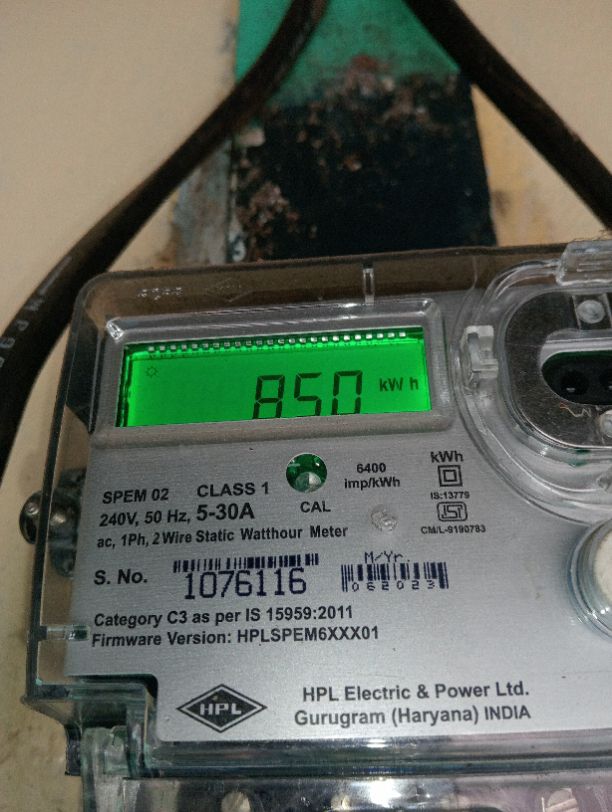 850 kW h
6400
imp/kWh
kWh
SPEM 02 CLASS 1
CAL
IS:13779
240V, 50 Hz, 5-30A
ISI
CM/L-9190783
ac, 1Ph, 2 Wire Static Watthour Meter
M/Yr.
S. No. 1076116 062023
Category C3 as per IS 15959:2011
Firmware Version: HPLSPEM6XXX01
HPL
HPL Electric & Power Ltd.
Gurugram (Haryana) INDIA